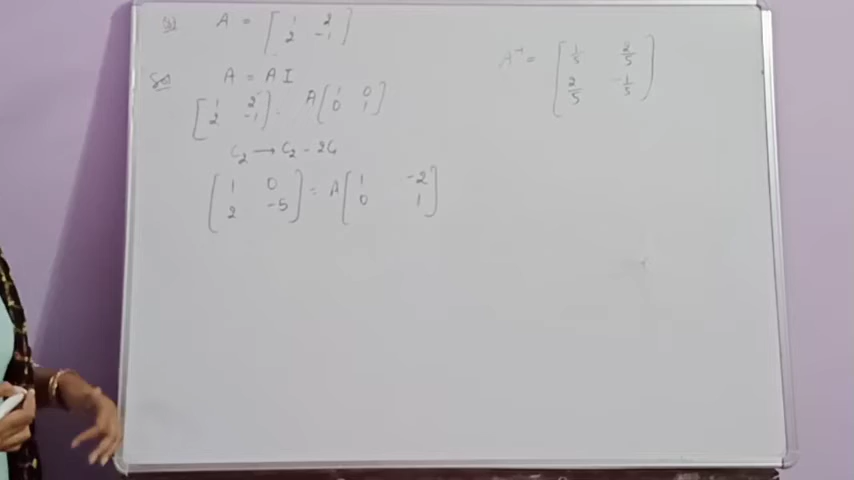 A = [ 1 2
2 -1 ]
Sol A = A I
[ 1 2
2 -1 ] = A [ 1 0
0 1 ]
C₂ → C₂ - 2C₁
[ 1 0
2 -5 ] = A [ 1 -2
0 1 ]
A⁻¹ = [ 1/5 2/5
2/5 -1/5 ]